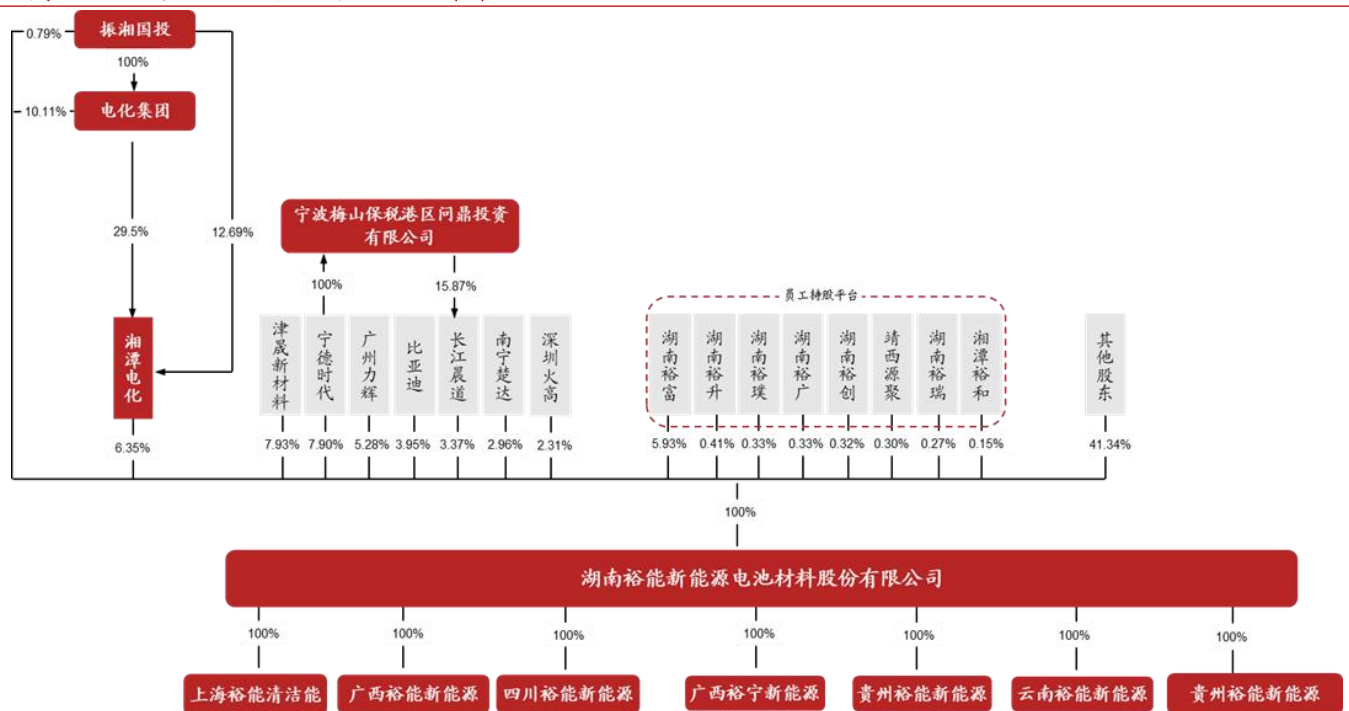 振湘国投
0.79%
100%
电化集团
10.11%
29.5%
12.69%
宁波梅山保税港区问鼎投资
有限公司
100%
15.87%
员工持股平台
湘潭电化
津晟新材料
宁德时代
广州力辉
比亚迪
长江晨道
南宁楚达
深圳火高
湖南裕富
湖南裕升
湖南裕璞
湖南裕广
湖南裕创
靖西源聚
湖南裕瑞
湘潭裕和
其他股东
6.35%
7.93%
7.90%
5.28%
3.95%
3.37%
2.96%
2.31%
5.93%
0.41%
0.33%
0.33%
0.32%
0.30%
0.27%
0.15%
41.34%
100%
湖南裕能新能源电池材料股份有限公司
100%
100%
100%
100%
100%
100%
100%
上海裕能清洁能
广西裕能新能源
四川裕能新能源
广西裕宁新能源
贵州裕能新能源
云南裕能新能源
贵州裕能新能源